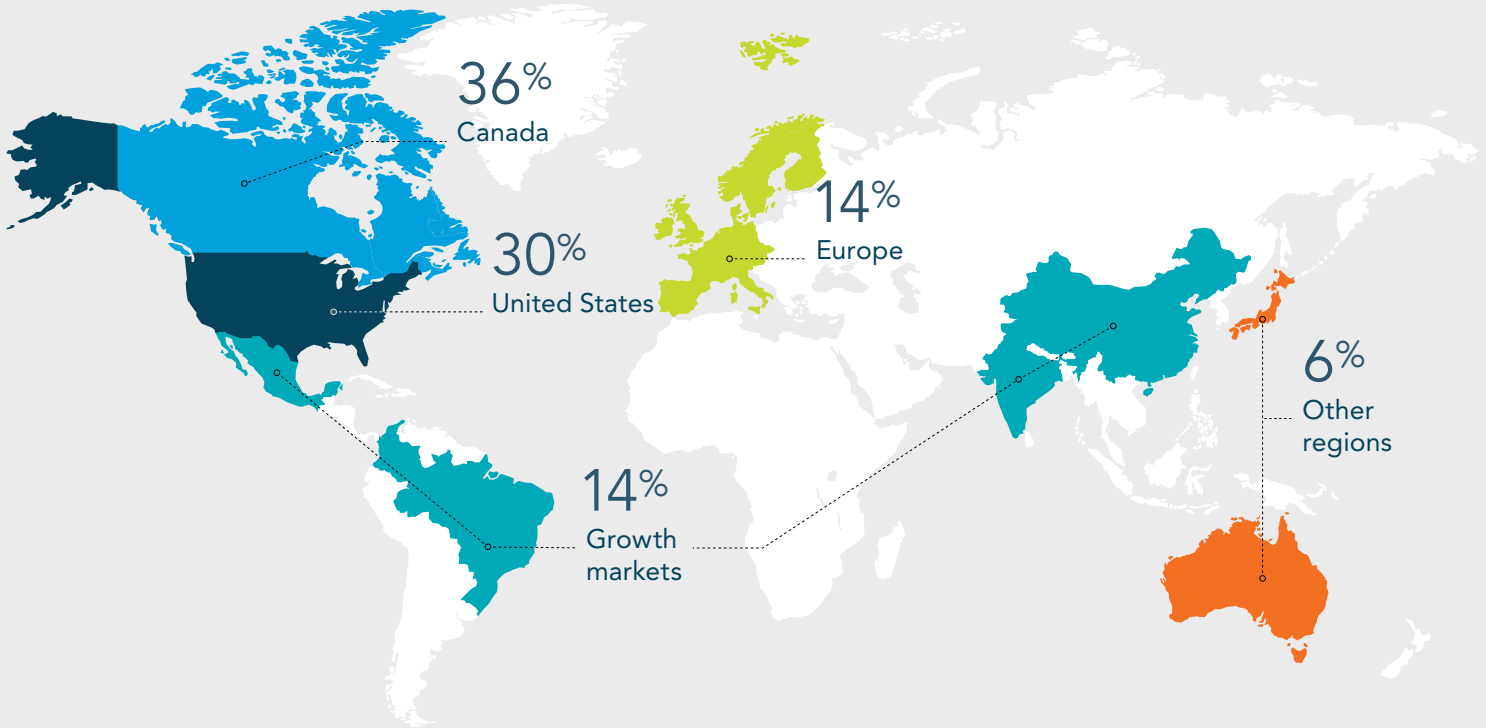 36%
Canada
30%
United States
14%
Europe
14%
Growth
markets
6%
Other
regions